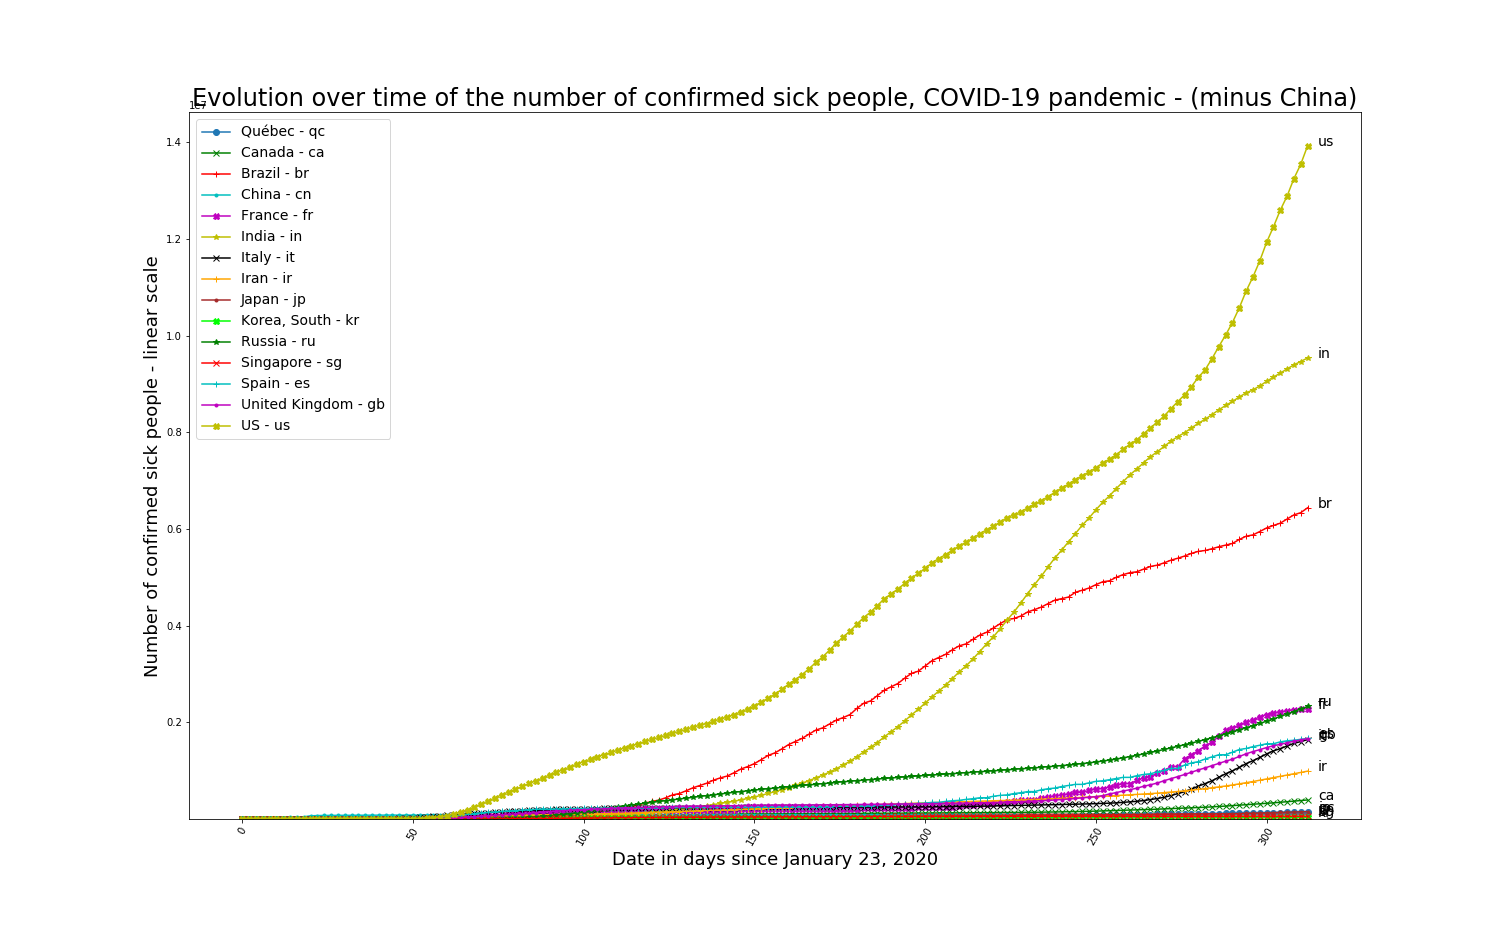 Evolution over time of the number of confirmed sick people, COVID-19 pandemic - (minus China)
1e7
Québec - qc
Canada - ca
Brazil - br
China - cn
France - fr
India - in
Italy - it
Iran - ir
Japan - jp
Korea, South - kr
Russia - ru
Singapore - sg
Spain - es
United Kingdom - gb
US - us
1.4
1.2
1.0
0.8
0.6
0.4
0.2
Number of confirmed sick people - linear scale
us
in
br
ru
ir
ca
0
50
100
150
200
250
300
Date in days since January 23, 2020